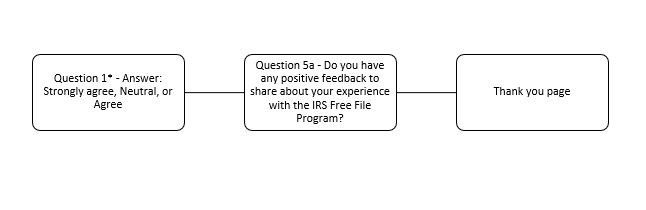 Question 1* - Answer:
Strongly agree, Neutral, or
Agree
Question 5a - Do you have
any positive feedback to
share about your experience
with the IRS Free File
Program?
Thank you page